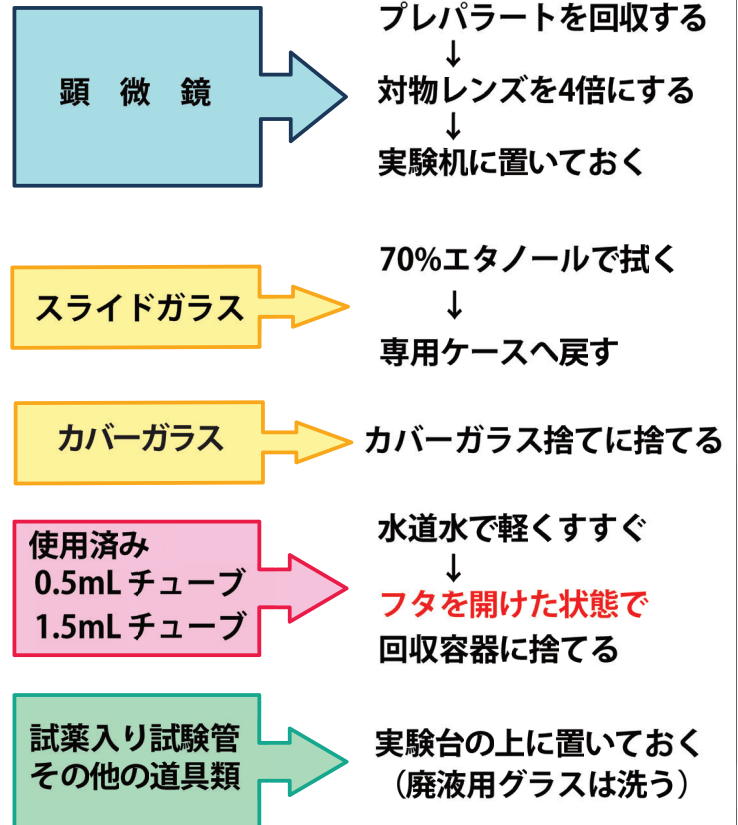 顕 微 鏡
プレパラートを回収する
↓
対物レンズを4倍にする
↓
実験机に置いておく
スライドガラス
70%エタノールで拭く
↓
専用ケースへ戻す
カバーガラス
カバーガラス捨てに捨てる
使用済み
0.5mL チューブ
1.5mL チューブ
水道水で軽くすすぐ
↓
フタを開けた状態で
回収容器に捨てる
試薬入り試験管
その他の道具類
実験台の上に置いておく
（廃液用グラスは洗う）